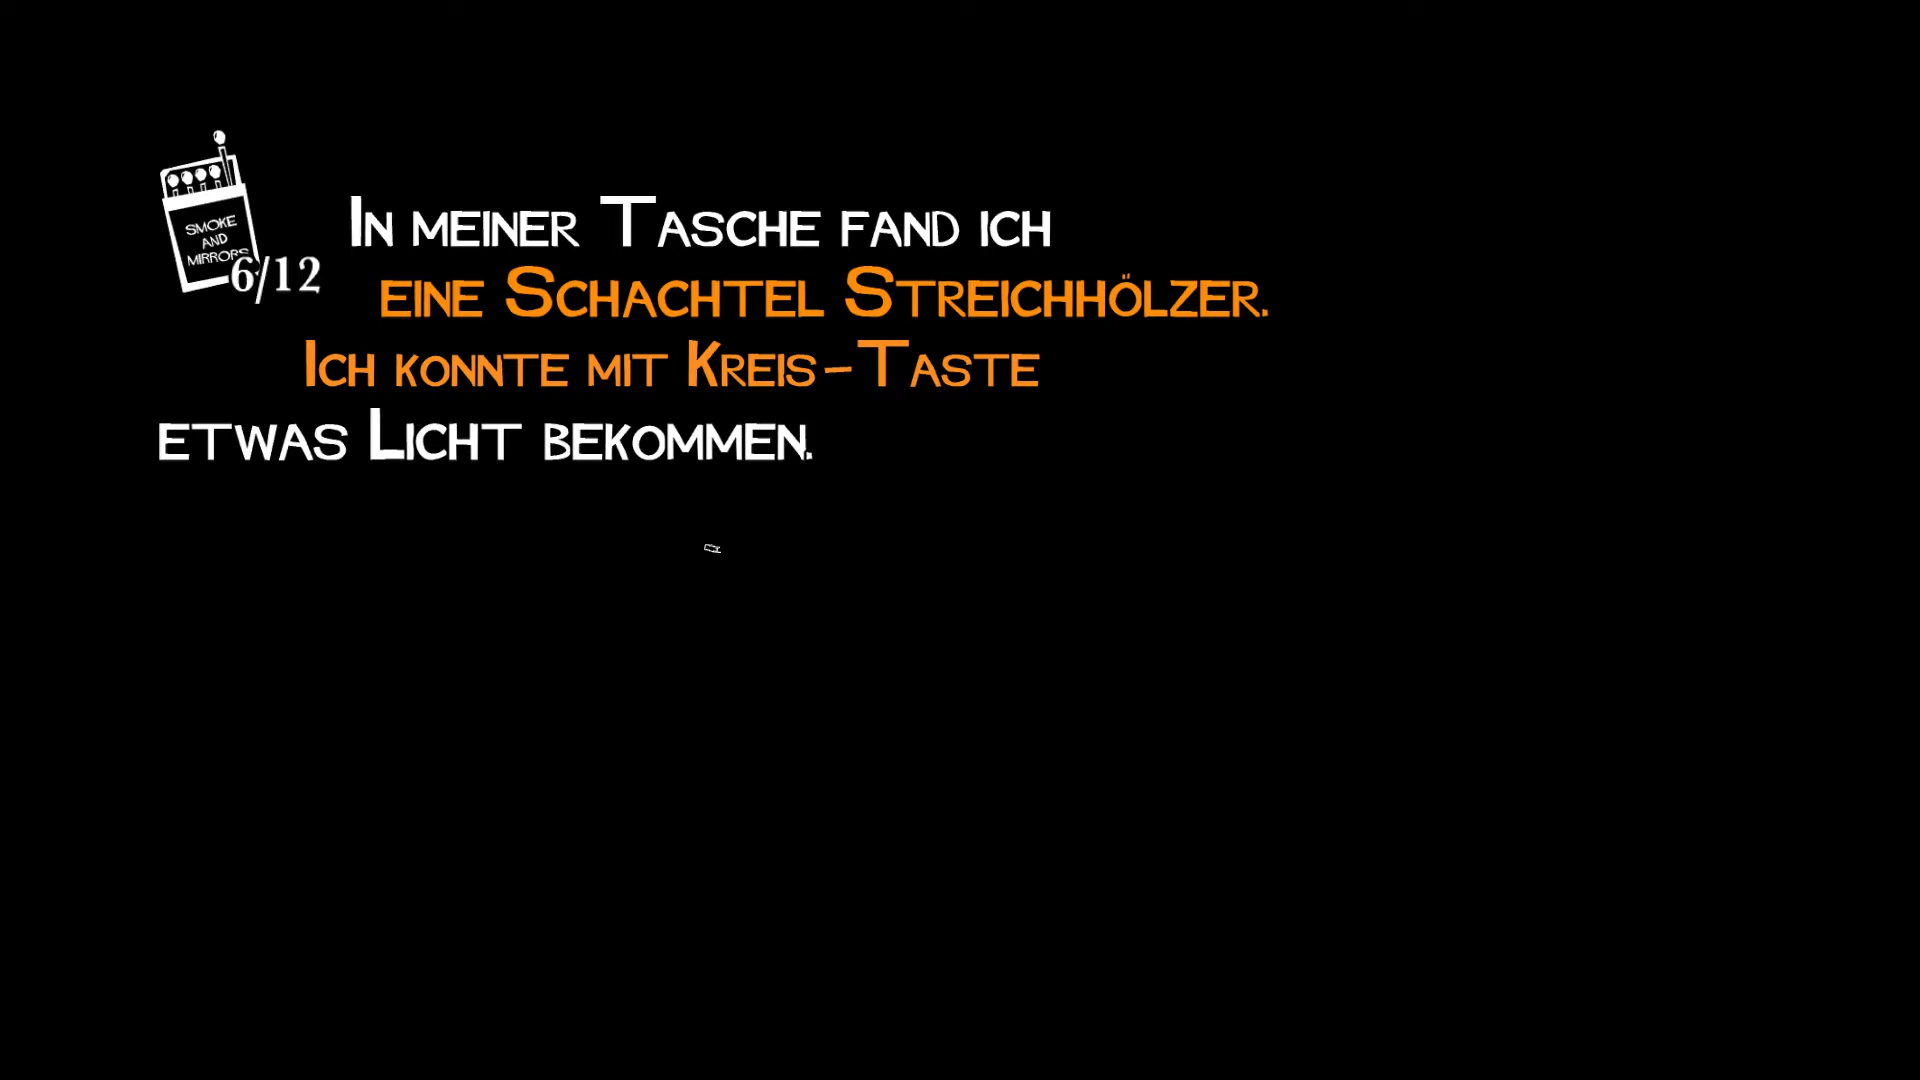 SMOKE
AND
MIRRORS
6/12
In meiner Tasche fand ich
eine Schachtel Streichhölzer.
Ich konnte mit Kreis-Taste
etwas Licht bekommen.